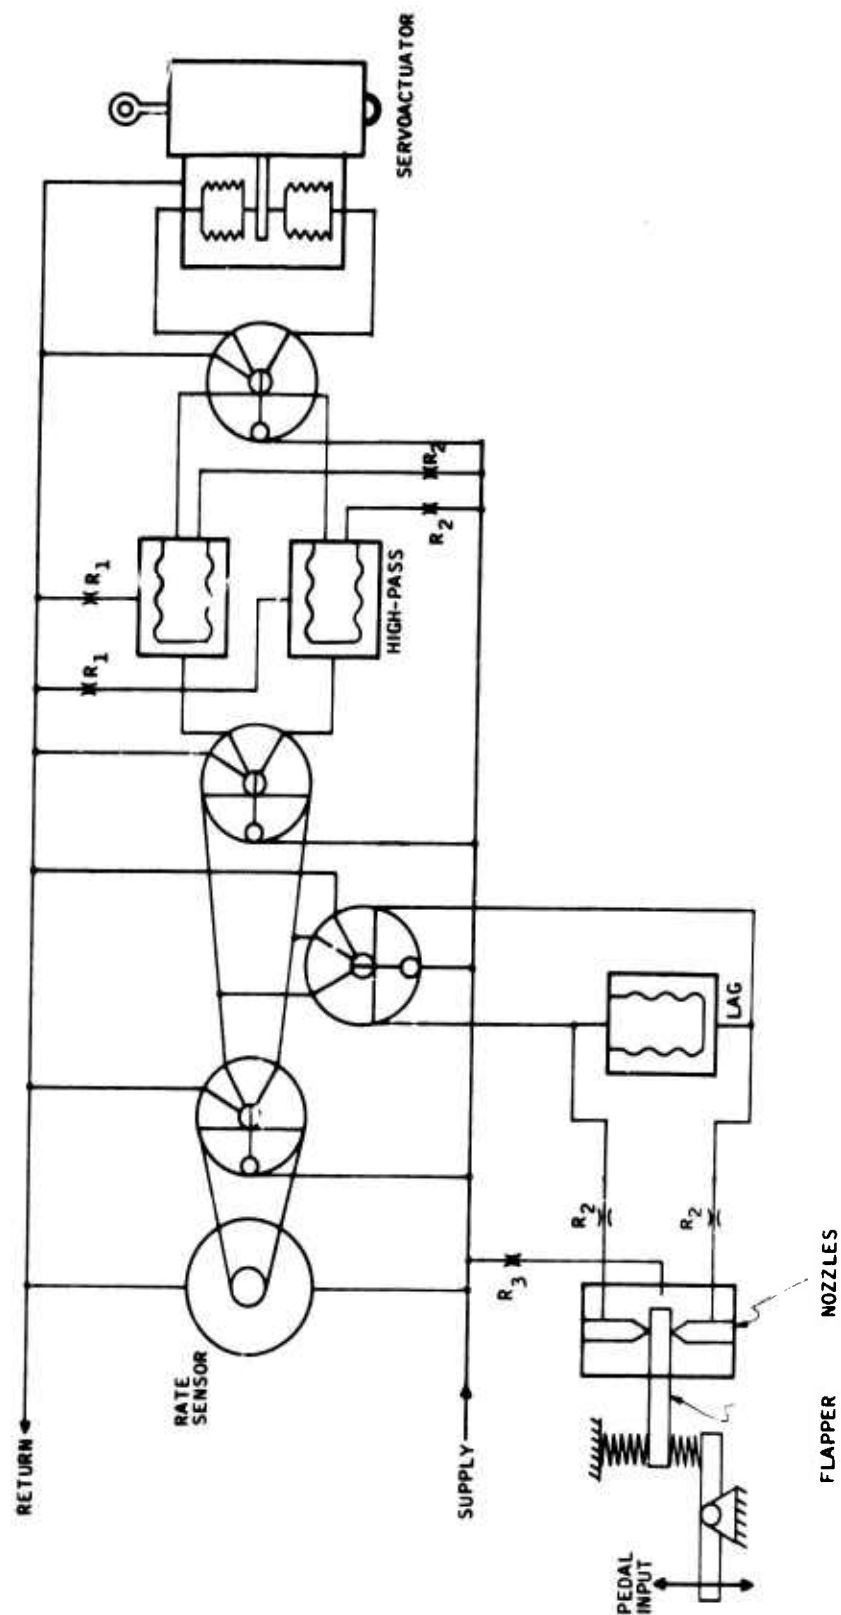 RETURN
R1
R1
RATE
SENSOR
HIGH-PASS
SERVOACTUATOR
R2
R2
SUPPLY
R3
R2
R2
PEDAL
INPUT
LAG
FLAPPER
NOZZLES